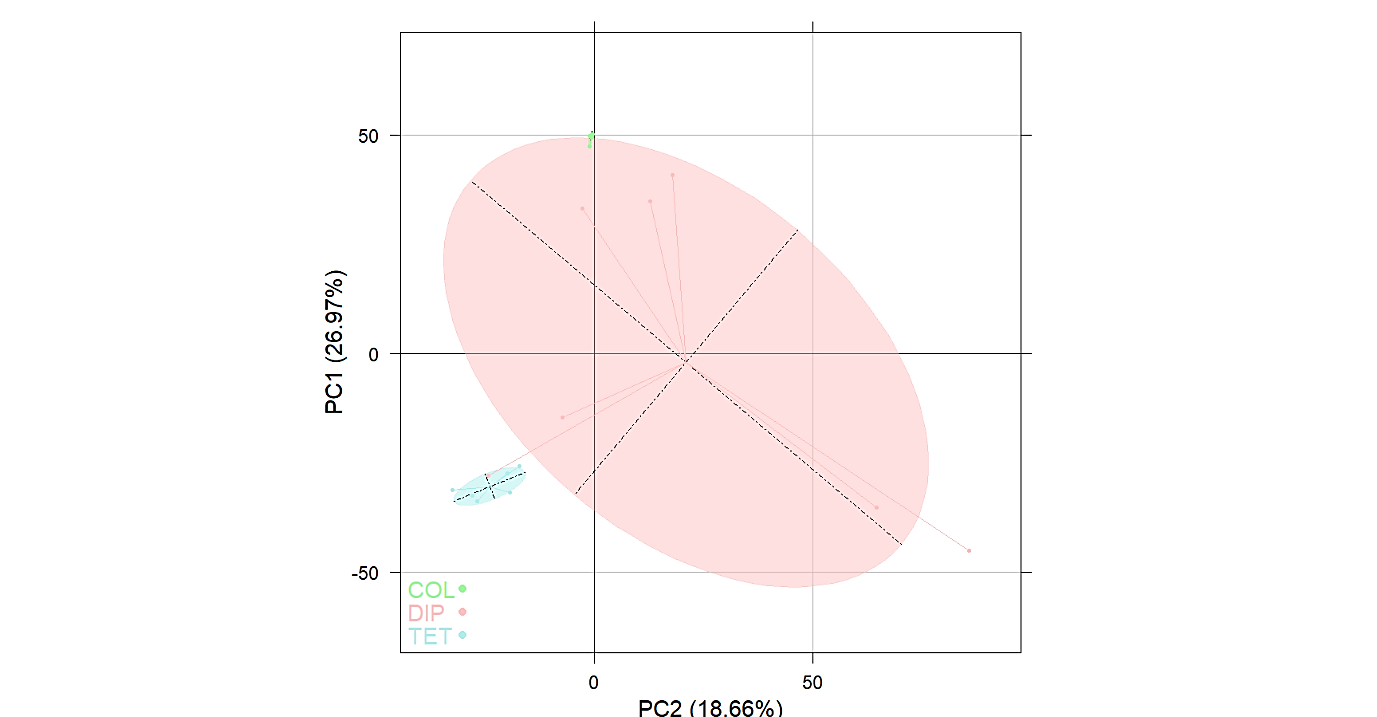 50
0
-50
PC1 (26.97%)
COL
DIP
TET
0
50
PC2 (18.66%)